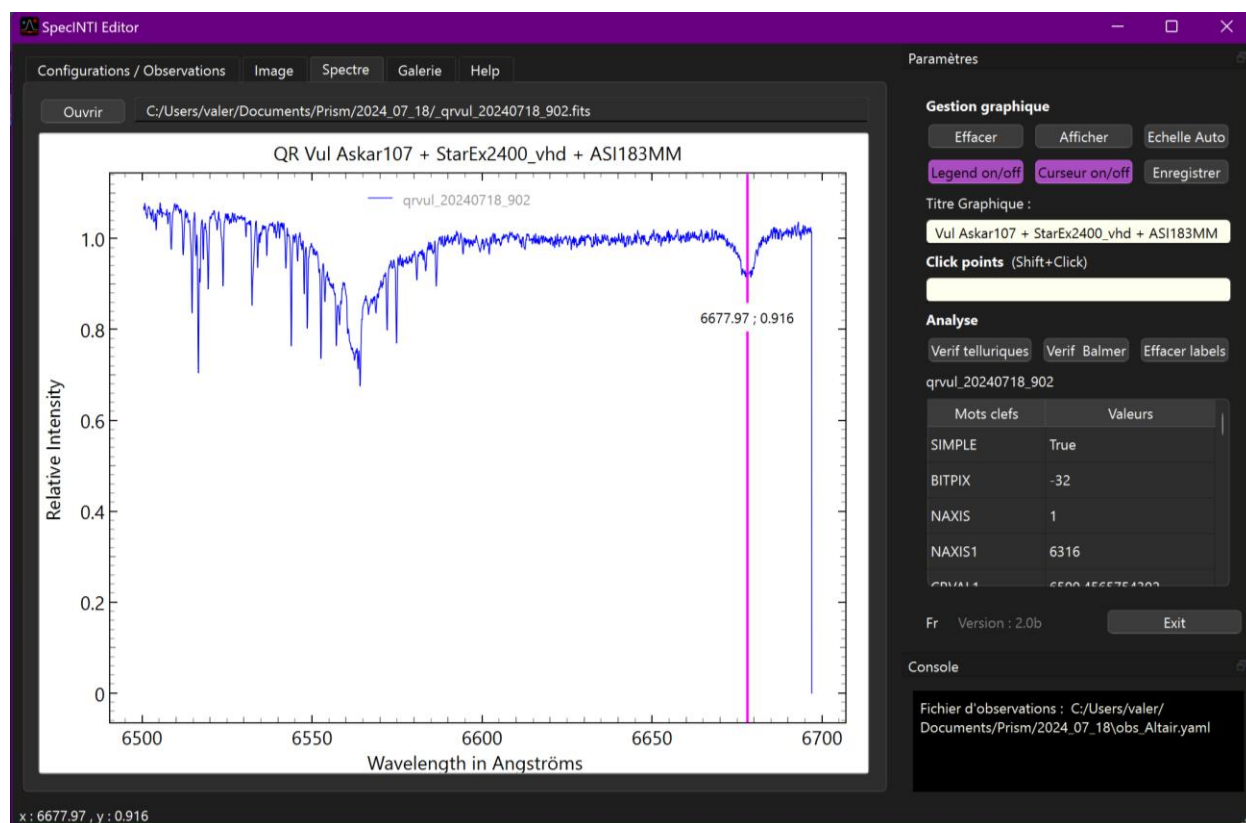 SpecINTI Editor
Configurations / Observations Image Spectre Galerie Help
Ouvrir C:/Users/valer/Documents/Prism/2024_07_18/_qrvul_20240718_902.fits
QR Vul Askar107 + StarEx2400_vhd + ASI183MM
qrvul_20240718_902
1.0
0.8
0.6
0.4
0.2
0
Relative Intensity
6677.97 ; 0.916
6500 6550 6600 6650 6700
Wavelength in Angströms
x : 6677.97 , y : 0.916
Paramètres
Gestion graphique
Effacer Afficher Echelle Auto
Legend on/off Curseur on/off Enregistrer
Titre Graphique :
Vul Askar107 + StarEx2400_vhd + ASI183MM
Click points (Shift+Click)
Analyse
Verif telluriques Verif Balmer Effacer labels
qrvul_20240718_902
Mots clefs Valeurs
SIMPLE True
BITPIX -32
NAXIS 1
NAXIS1 6316
CRVAL1
Fr Version : 2.0b Exit
Console
Fichier d'observations : C:/Users/valer/
Documents/Prism/2024_07_18\obs_Altair.yaml